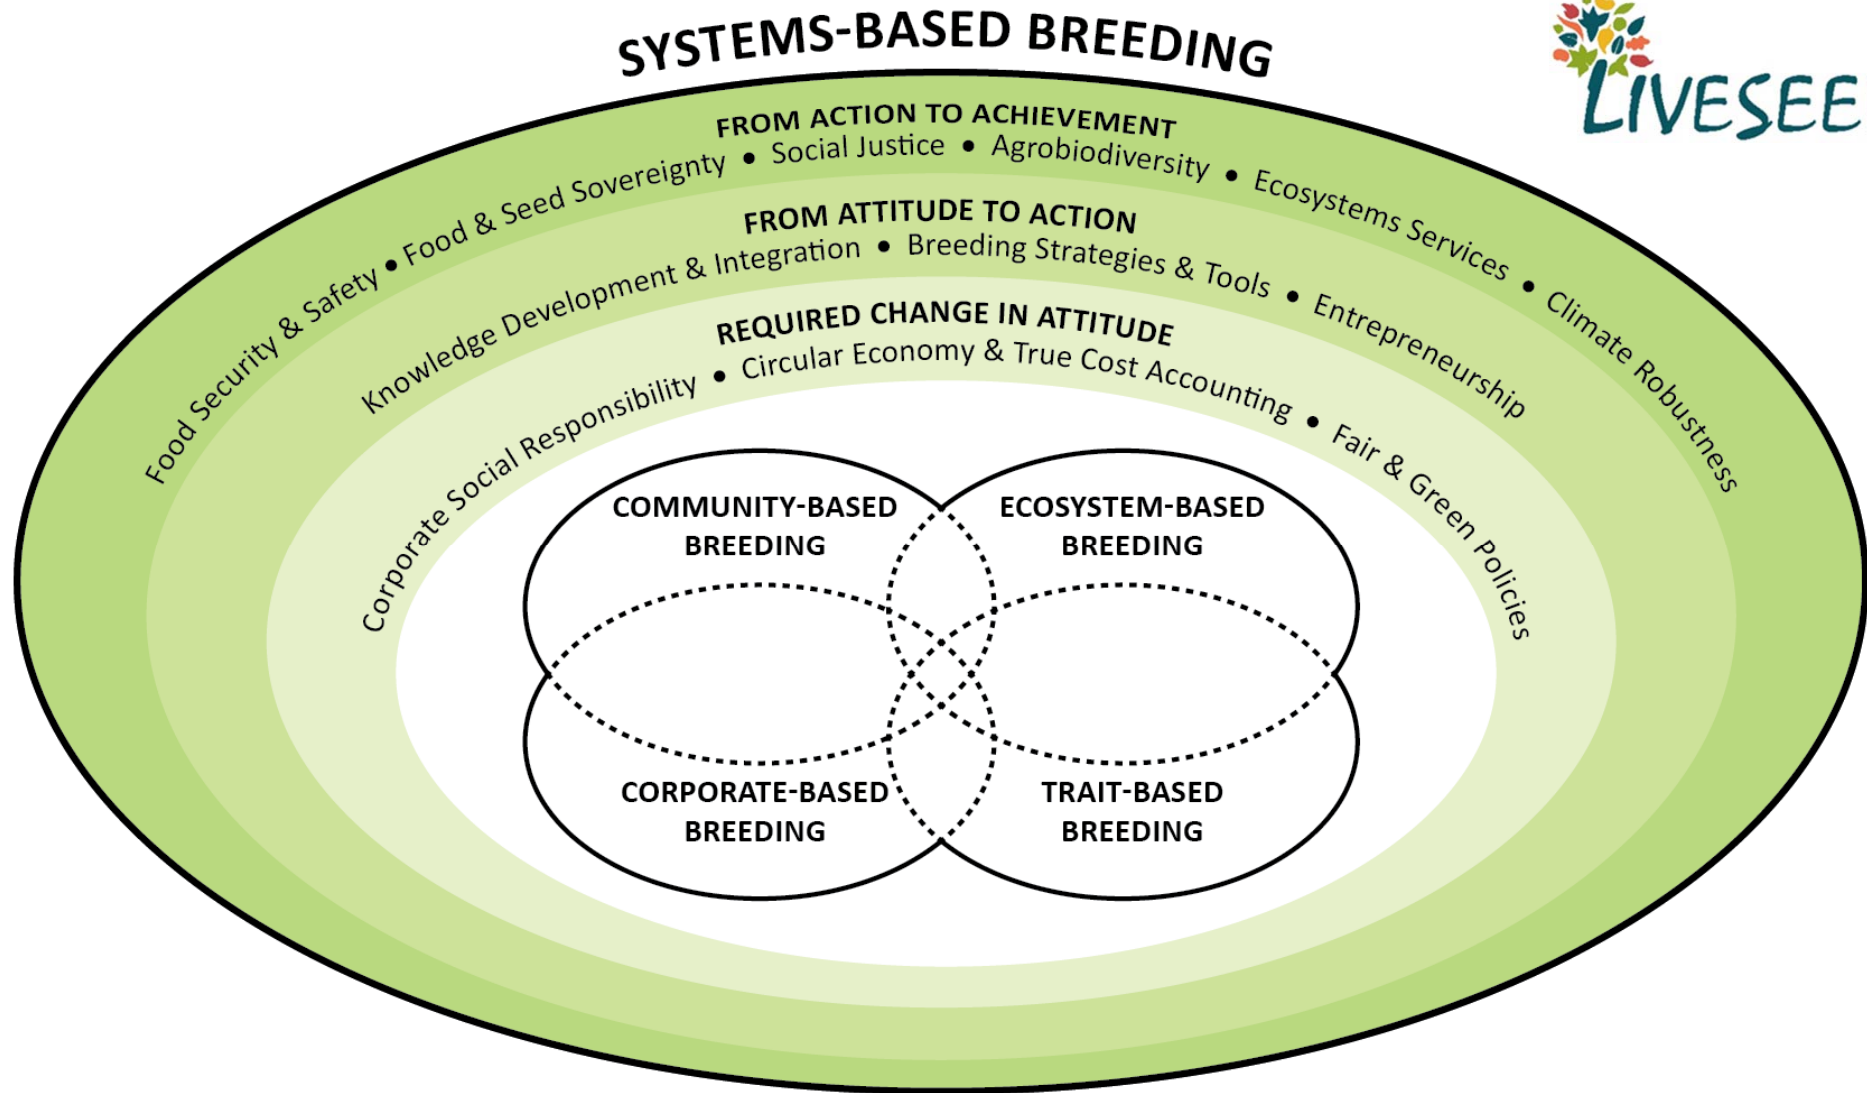 SYSTEMS-BASED BREEDING
LIVESEE
FROM ACTION TO ACHIEVEMENT
Food Security & Safety • Food & Seed Sovereignty • Social Justice • Agrobiodiversity • Ecosystems Services • Climate Robustness
FROM ATTITUDE TO ACTION
Knowledge Development & Integration • Breeding Strategies & Tools • Entrepreneurship
REQUIRED CHANGE IN ATTITUDE
Corporate Social Responsibility • Circular Economy & True Cost Accounting • Fair & Green Policies
COMMUNITY-BASED
BREEDING
ECOSYSTEM-BASED
BREEDING
CORPORATE-BASED
BREEDING
TRAIT-BASED
BREEDING